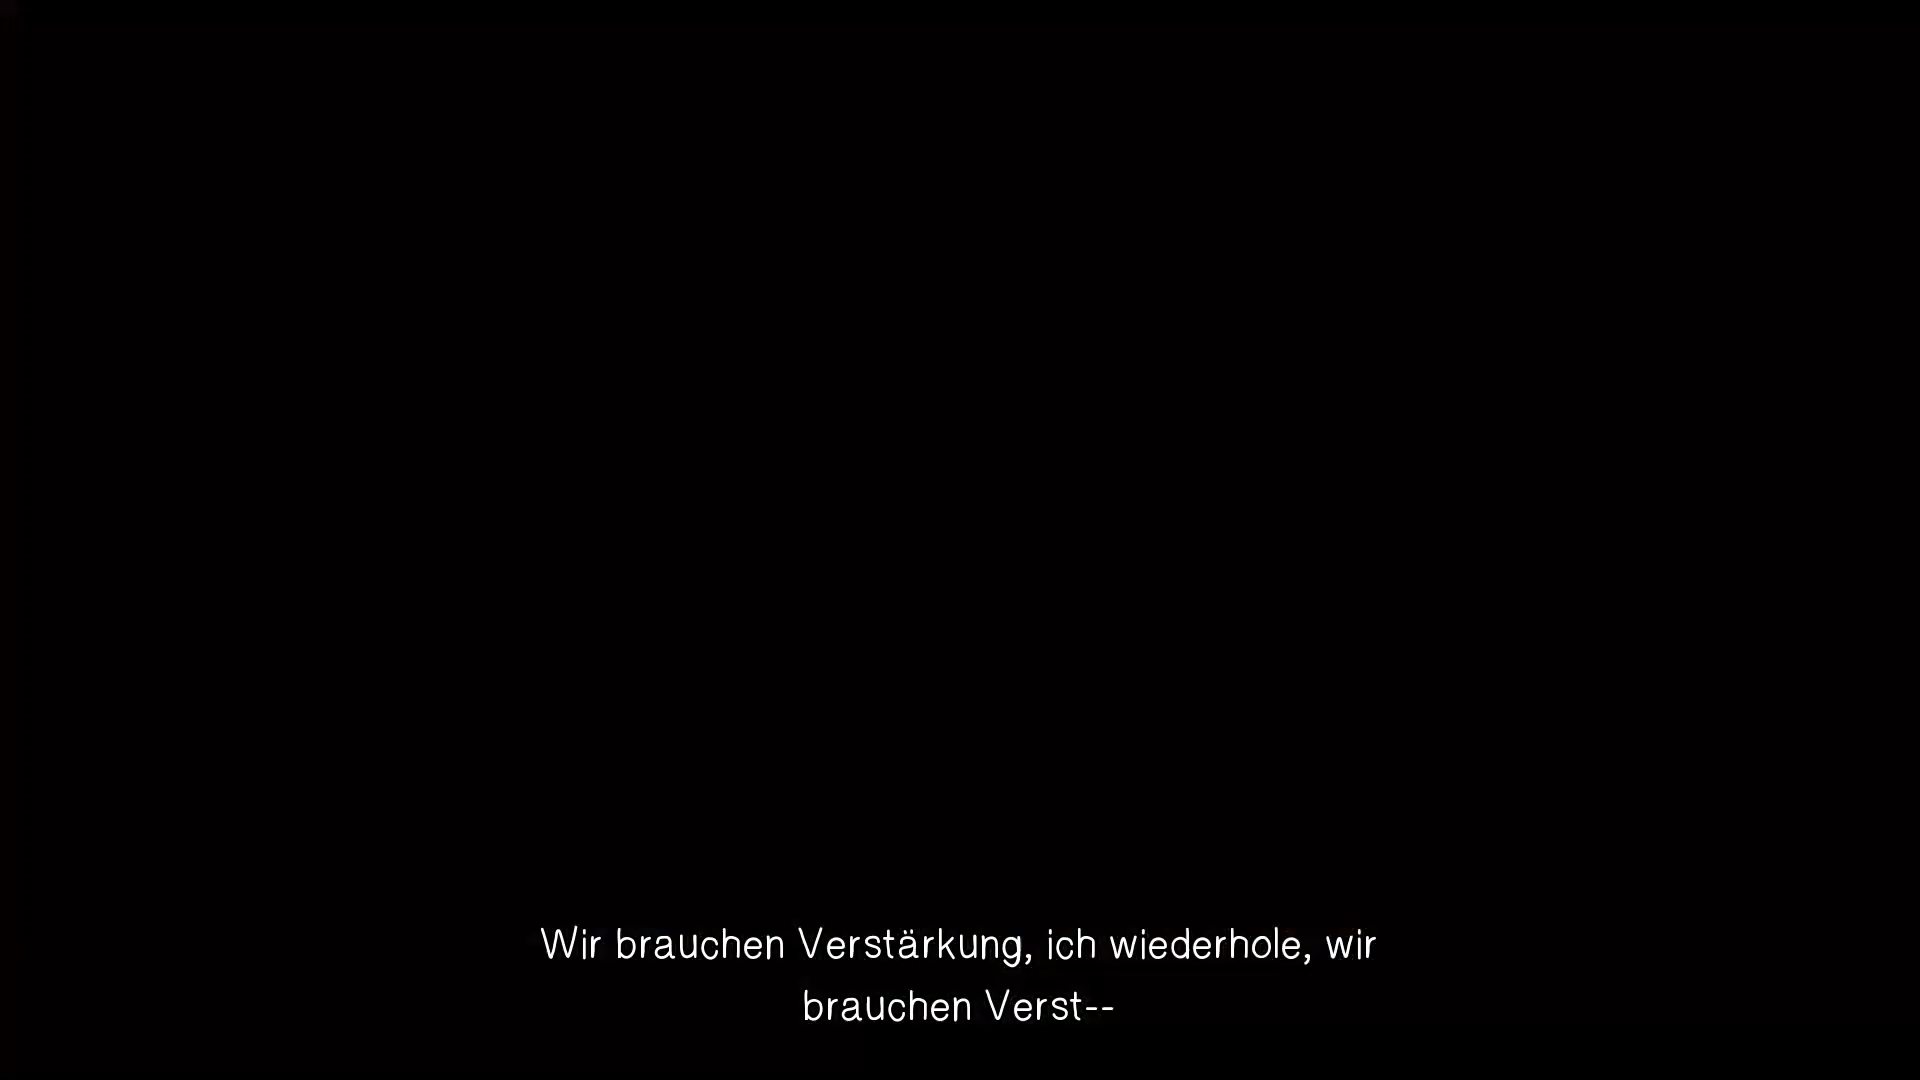 Wir brauchen Verstärkung, ich wiederhole, wir
brauchen Verst--